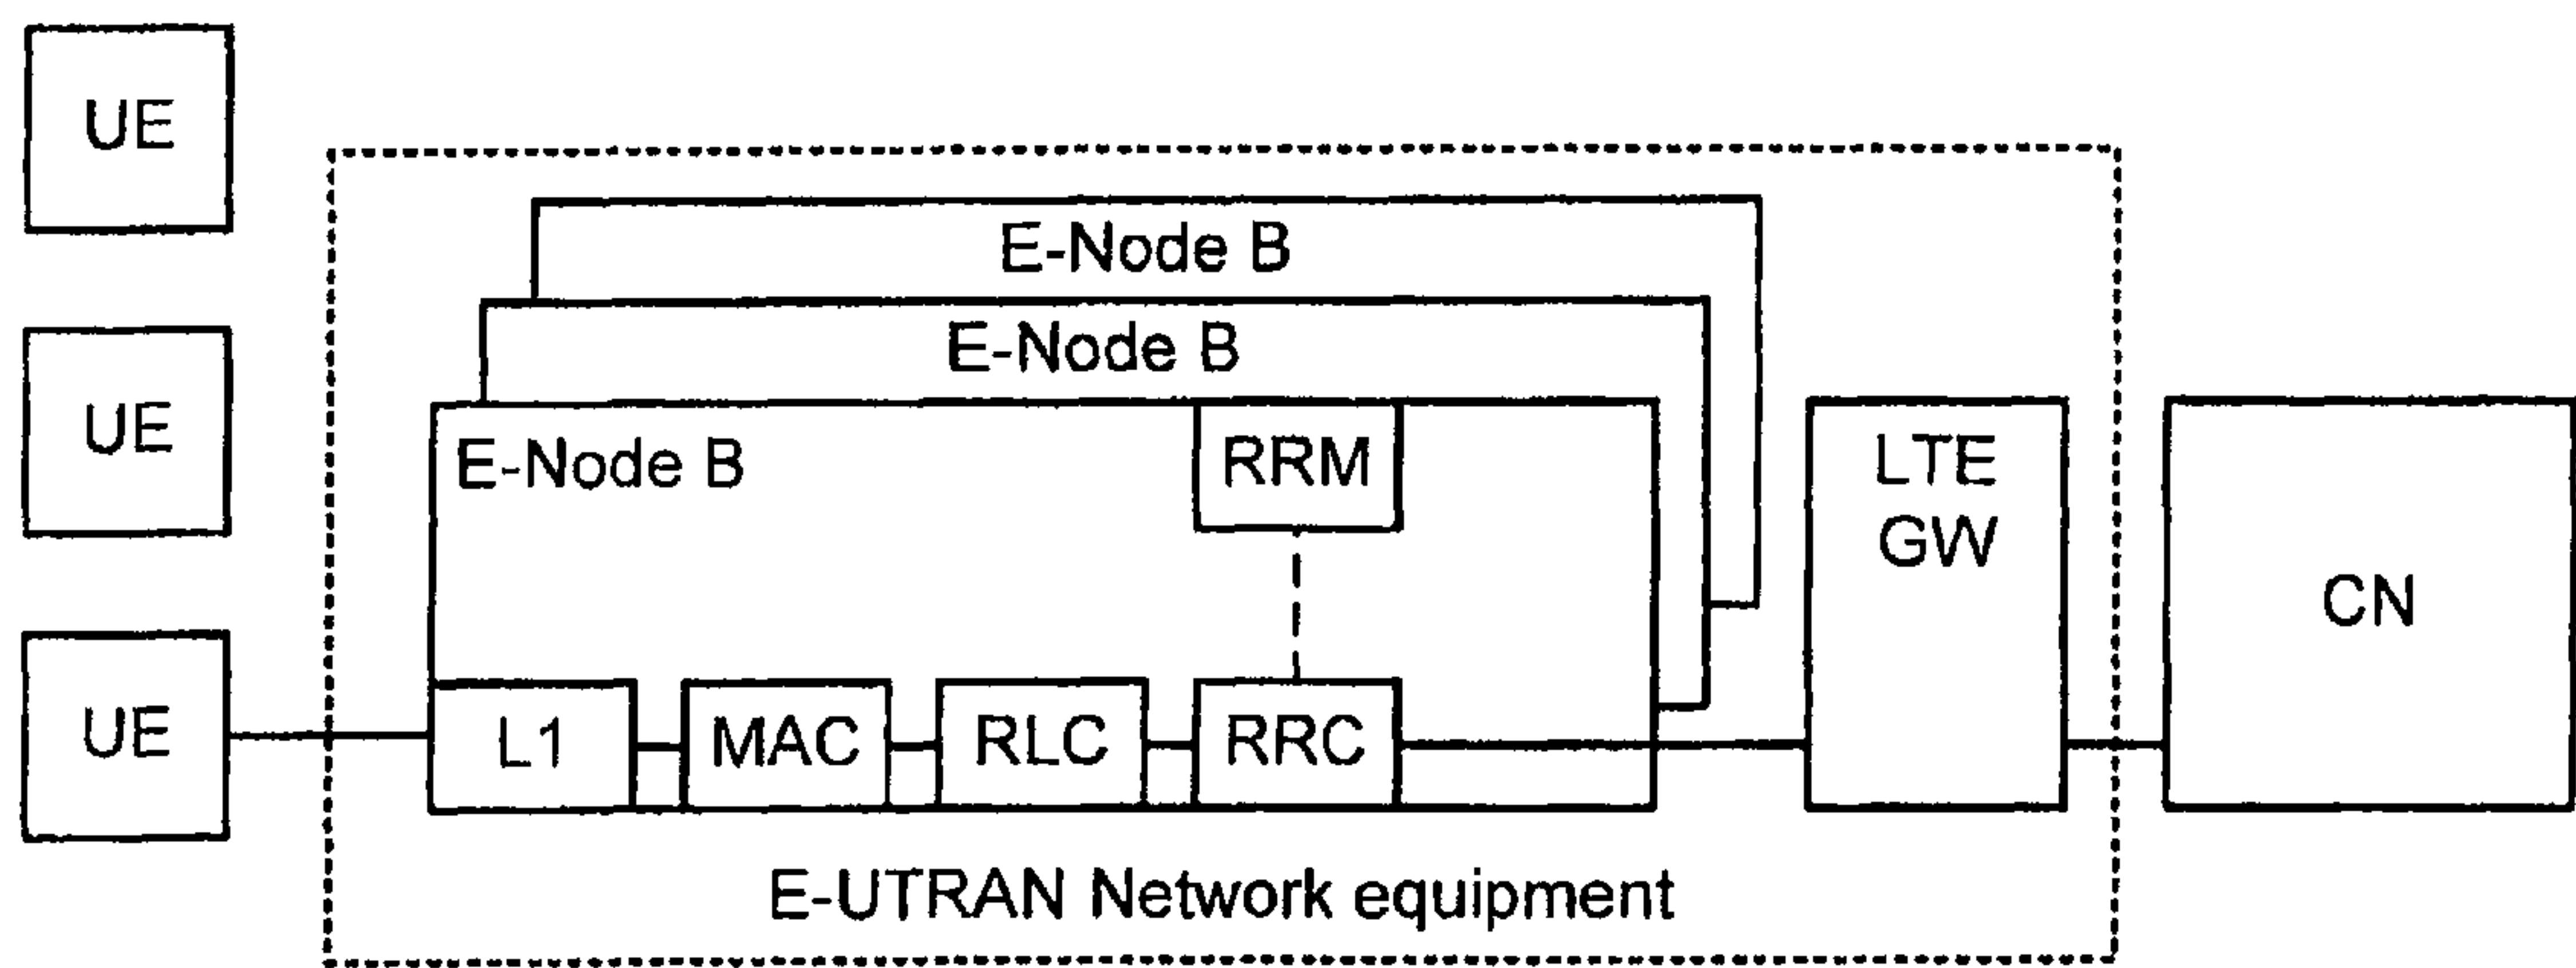 UE
UE
UE
E-Node B
E-Node B
E-Node B
RRM
L1
MAC
RLC
RRC
LTE
GW
CN
E-UTRAN Network equipment